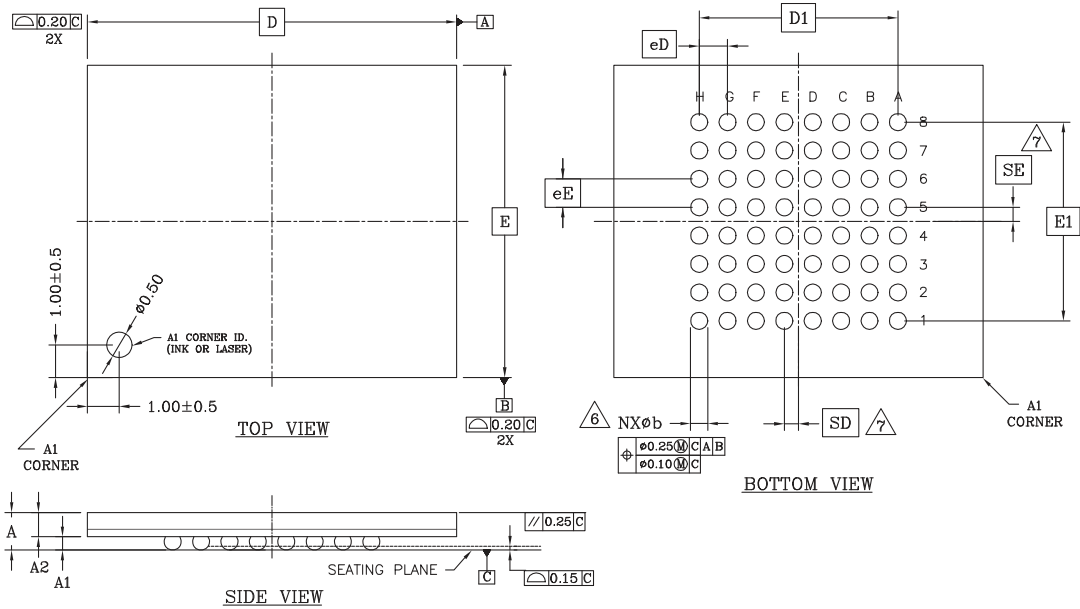 ⌓ 0.20 C
2X
D
A
E
1.00±0.5
ø0.50
A1 CORNER ID.
(INK OR LASER)
1.00±0.5
A1
CORNER
TOP VIEW
B
⌓ 0.20 C
2X
D1
eD
H G F E D C B A
8
7
6
5
4
3
2
1
eE
7
SE
E1
6 NXøb
⌖ ø0.25Ⓜ C A B
ø0.10Ⓜ C
SD 7
A1
CORNER
BOTTOM VIEW
A
A2
A1
// 0.25 C
SEATING PLANE
C
⌓ 0.15 C
SIDE VIEW